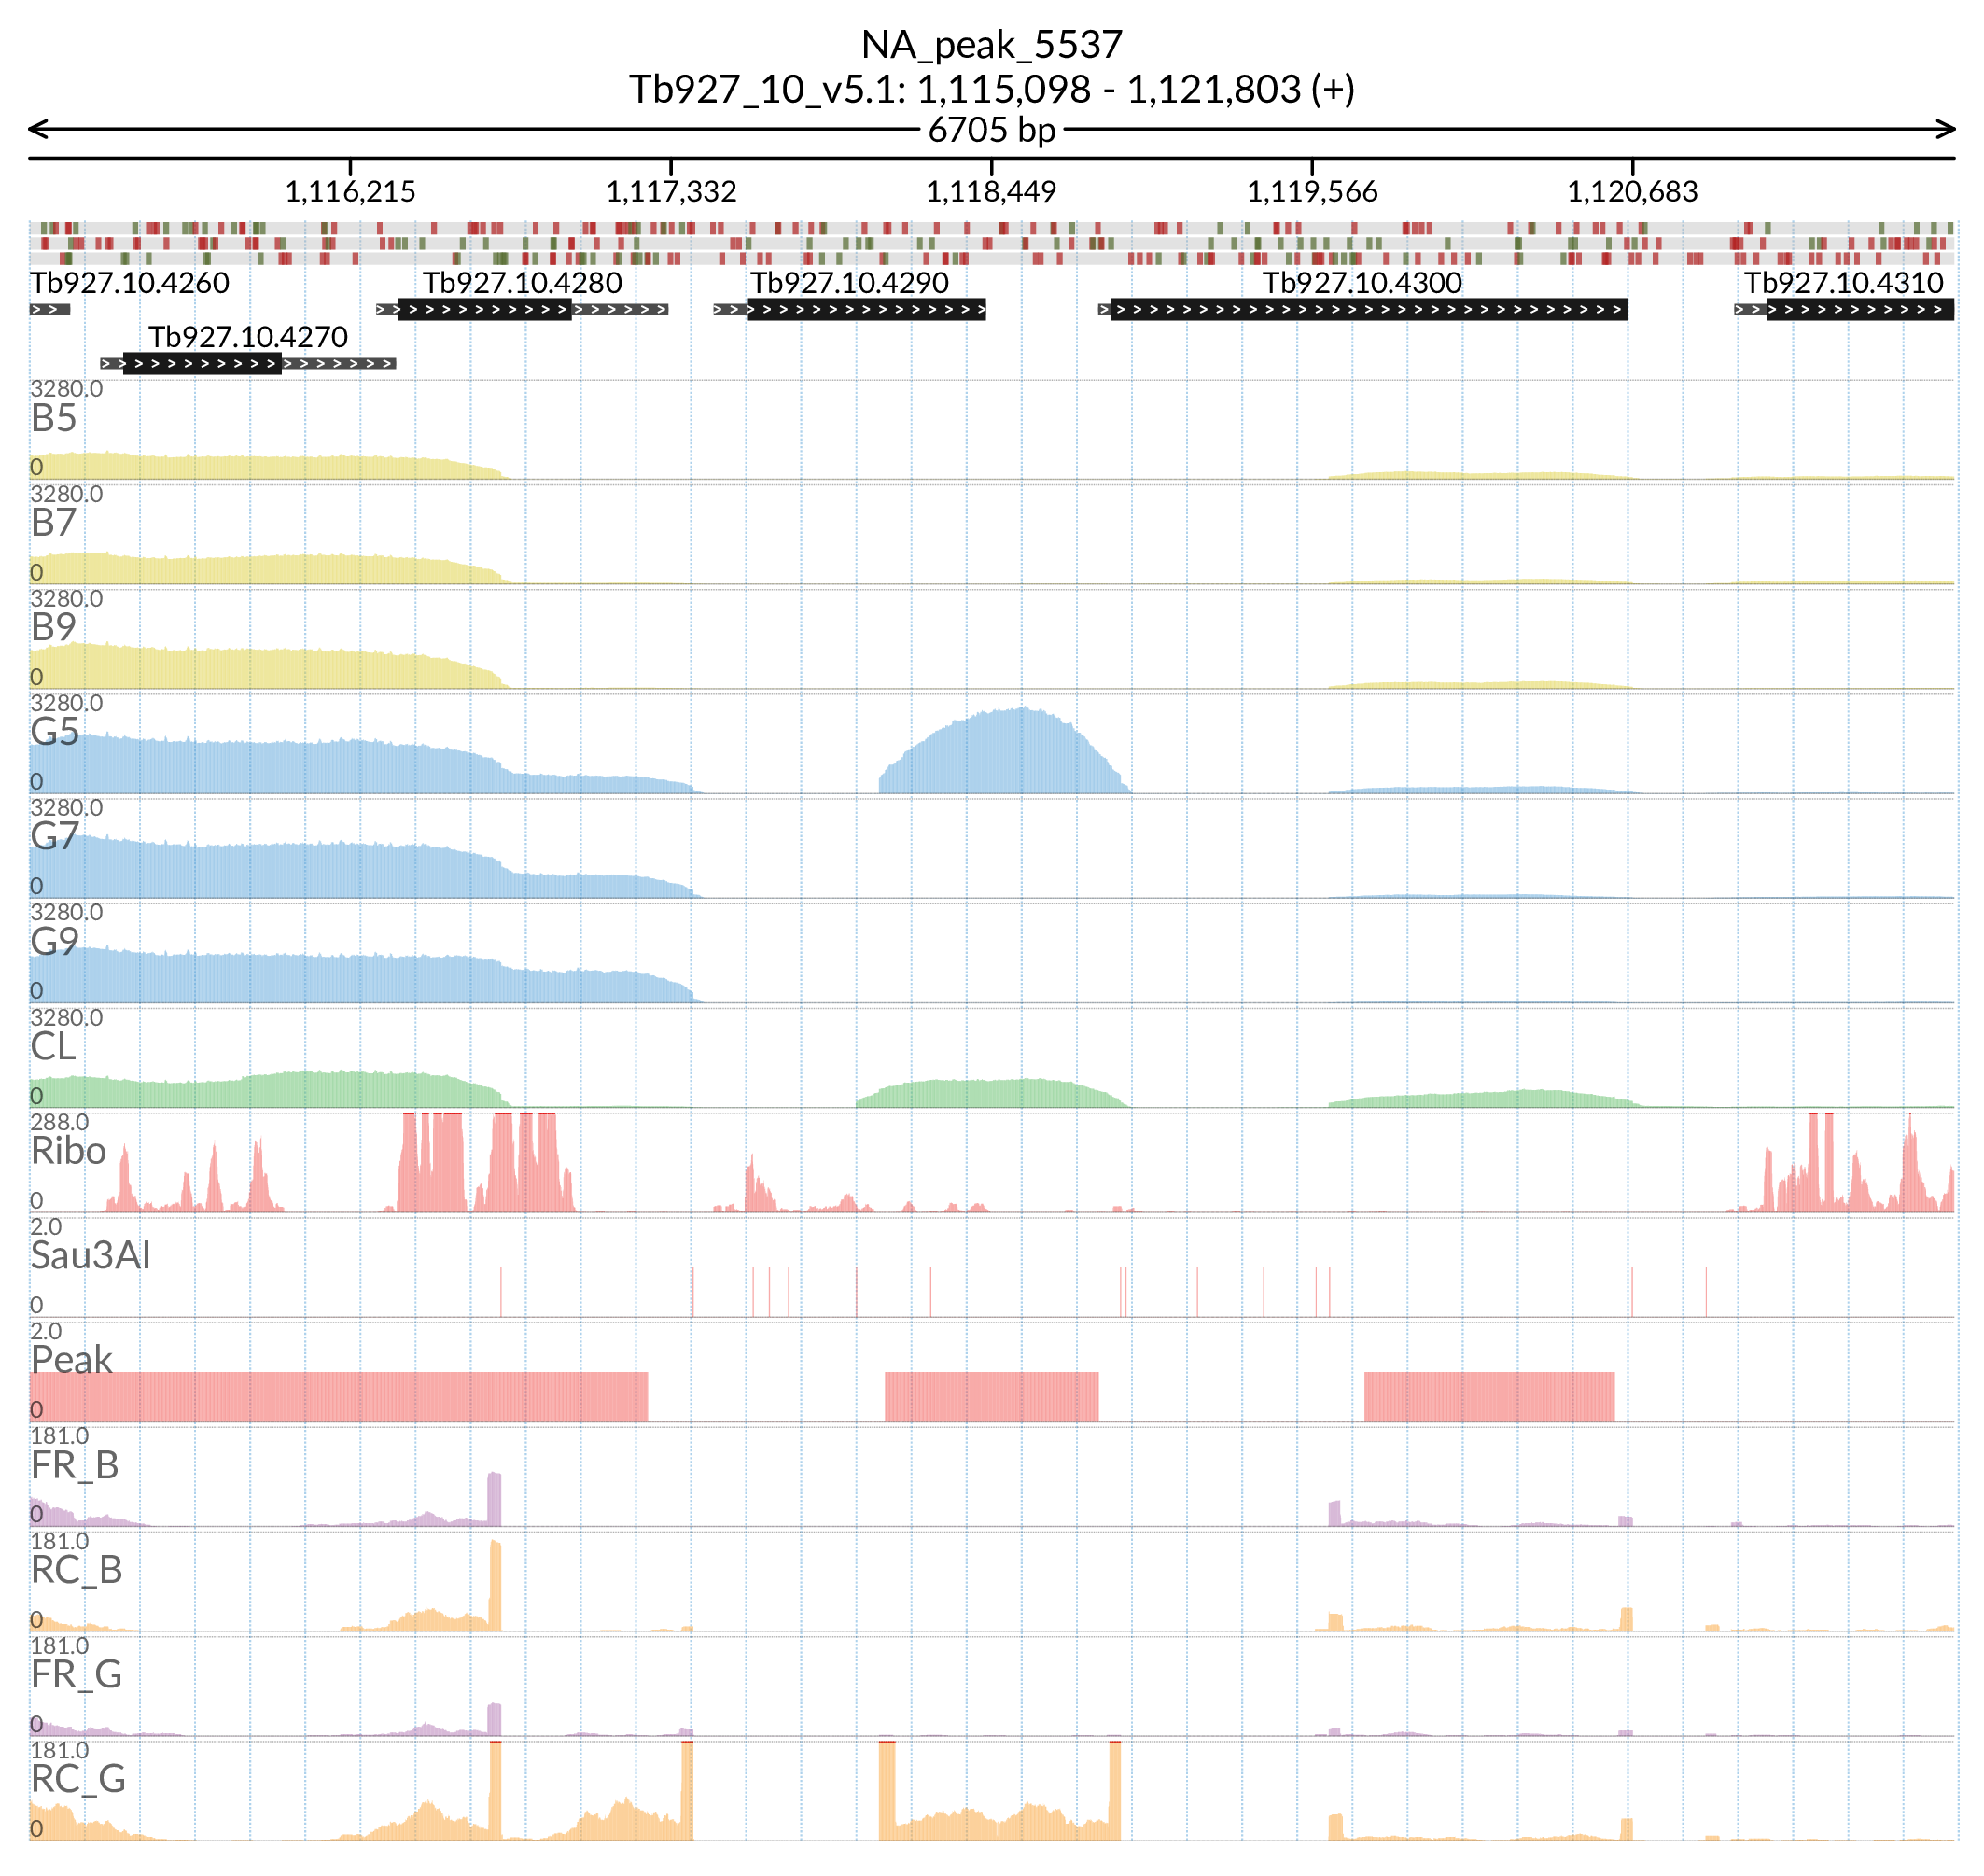 NA_peak_5537
Tb927_10_v5.1: 1,115,098 - 1,121,803 (+)
6705 bp
1,116,215 1,117,332 1,118,449 1,119,566 1,120,683
Tb927.10.4260 Tb927.10.4280 Tb927.10.4290 Tb927.10.4300 Tb927.10.4310
Tb927.10.4270
3280.0
B5
0
3280.0
B7
0
3280.0
B9
0
3280.0
G5
0
3280.0
G7
0
3280.0
G9
0
3280.0
CL
0
288.0
Ribo
0
2.0
Sau3AI
0
2.0
Peak
0
181.0
FR_B
0
181.0
RC_B
0
181.0
FR_G
0
181.0
RC_G
0